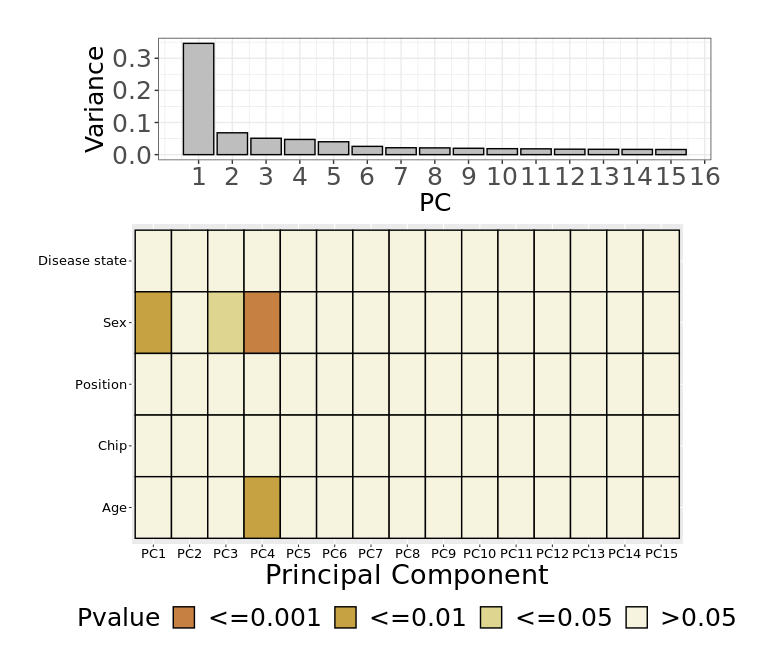 Variance
0.3
0.2
0.1
0.0
1 2 3 4 5 6 7 8 9 10 11 12 13 14 15 16
PC
Disease state
Sex
Position
Chip
Age
PC1 PC2 PC3 PC4 PC5 PC6 PC7 PC8 PC9 PC10 PC11 PC12 PC13 PC14 PC15
Principal Component
Pvalue <=0.001 <=0.01 <=0.05 >0.05